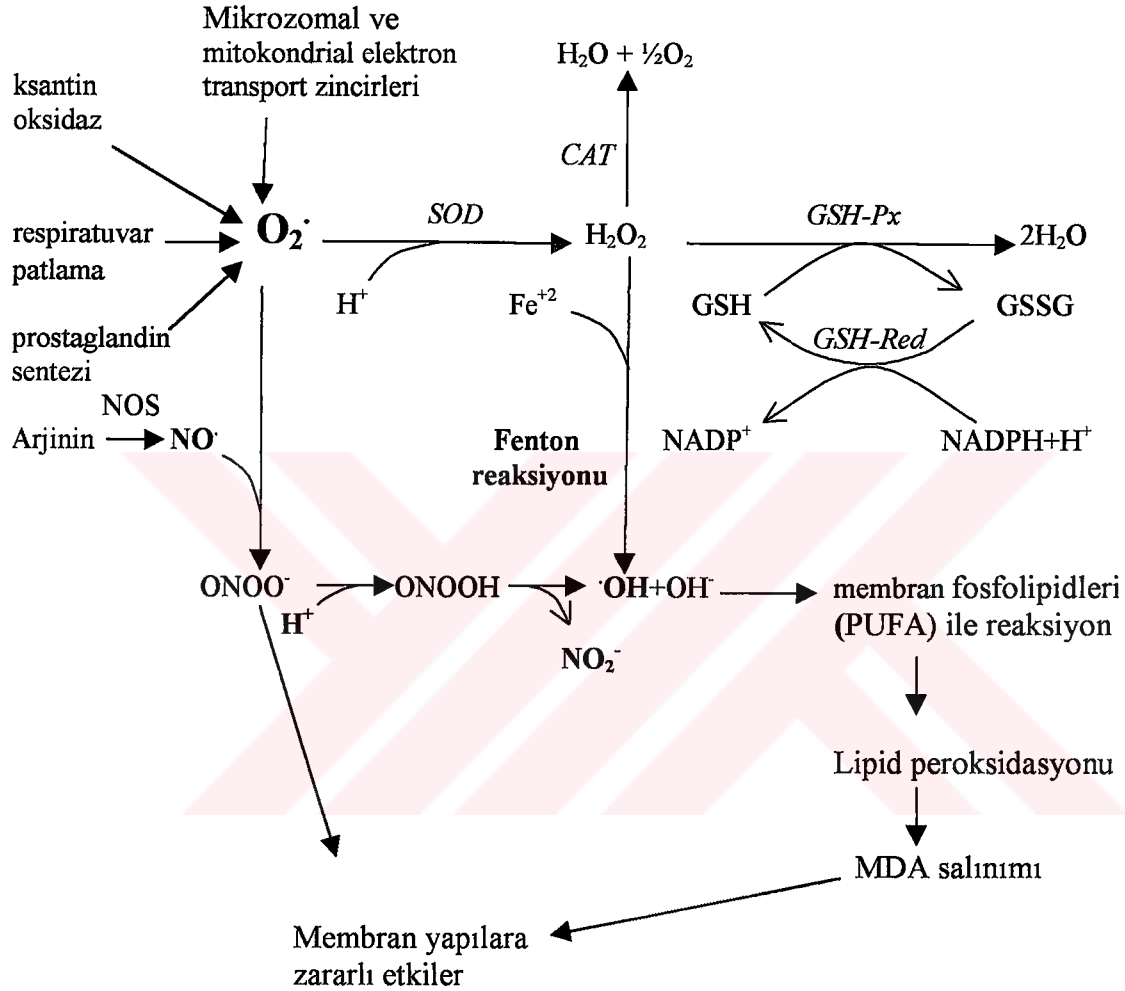 Mikrozomal ve
mitokondrial elektron
transport zincirleri
H₂O + ½O₂
ksantin
oksidaz
CAT
respiratuvar
patlama
O₂˙
SOD
H₂O₂
GSH-Px
2H₂O
H⁺
Fe⁺²
GSH
GSSG
prostaglandin
sentezi
GSH-Red
NOS
Arjinin
NO˙
Fenton
reaksiyonu
NADP⁺
NADPH+H⁺
ONOO⁻
H⁺
ONOOH
˙OH+OH⁻
NO₂⁻
membran fosfolipidleri
(PUFA) ile reaksiyon
Lipid peroksidasyonu
MDA salınımı
Membran yapılara
zararlı etkiler